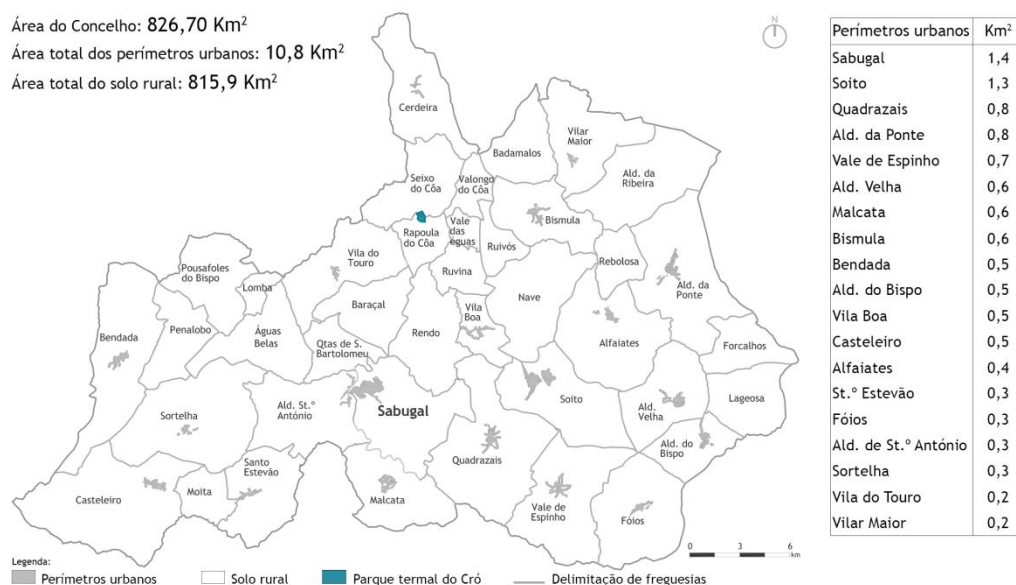 Área do Concelho: 826,70 Km²
Área total dos perímetros urbanos: 10,8 Km²
Área total do solo rural: 815,9 Km²
N
Cerdeira
Vilar
Maior
Badamalos
Seixo
do Côa
Valongo
do Côa
Ald. da
Ribeira
Bismula
Rapoula
do Côa
Vale
das
éguas
Ruivós
Vila do
Touro
Rebolosa
Pousafoles
do Bispo
Ruvina
Lomba
Ald. da
Ponte
Baraçal
Nave
Vila
Boa
Penalobo
Águas
Belas
Rendo
Bendada
Qtas de S.
Bartolomeu
Alfaiates
Forcalhos
Soito
Lageosa
Ald. St.º
António
Sabugal
Sortelha
Ald.
Velha
Ald. do
Bispo
Quadrazais
Santo
Estevão
Casteleiro
Moita
Malcata
Vale de
Espinho
Fóios
0 3 6
km
Legenda:
Perímetros urbanos
Solo rural
Parque termal do Cró
Delimitação de freguesias
Perímetros urbanos Km²
Sabugal 1,4
Soito 1,3
Quadrazais 0,8
Ald. da Ponte 0,8
Vale de Espinho 0,7
Ald. Velha 0,6
Malcata 0,6
Bismula 0,6
Bendada 0,5
Ald. do Bispo 0,5
Vila Boa 0,5
Casteleiro 0,5
Alfaiates 0,4
St.º Estevão 0,3
Fóios 0,3
Ald. de St.º António 0,3
Sortelha 0,3
Vila do Touro 0,2
Vilar Maior 0,2